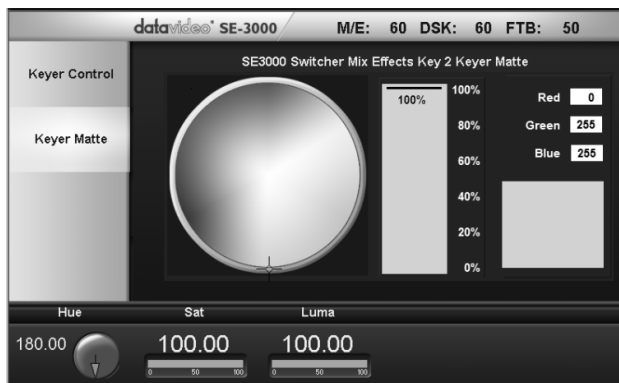 datavideo SE-3000 M/E: 60 DSK: 60 FTB: 50
SE3000 Switcher Mix Effects Key 2 Keyer Matte
Keyer Control
Keyer Matte
100%
100%
80%
60%
40%
20%
0%
Red 0
Green 255
Blue 255
Hue Sat Luma
180.00 100.00 100.00
0 50 100 0 50 100